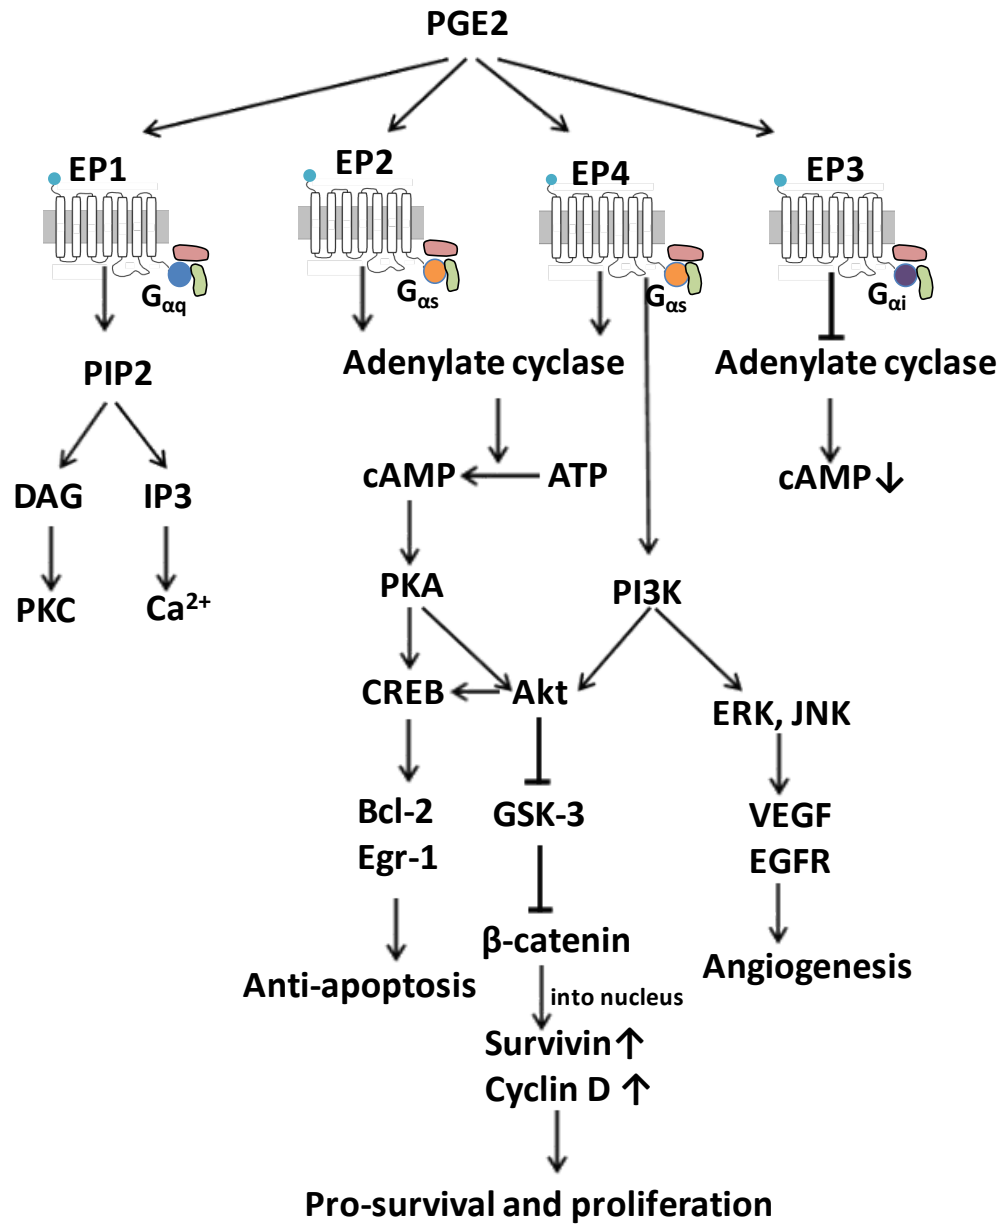 PGE2
EP1
EP2
EP4
EP3
Gαq
Gαs
Gαs
Gαi
PIP2
Adenylate cyclase
Adenylate cyclase
DAG
IP3
cAMP
ATP
cAMP↓
PKC
Ca²⁺
PKA
PI3K
CREB
Akt
ERK, JNK
Bcl-2
Egr-1
GSK-3
VEGF
EGFR
β-catenin
Anti-apoptosis
Angiogenesis
into nucleus
Survivin↑
Cyclin D ↑
Pro-survival and proliferation